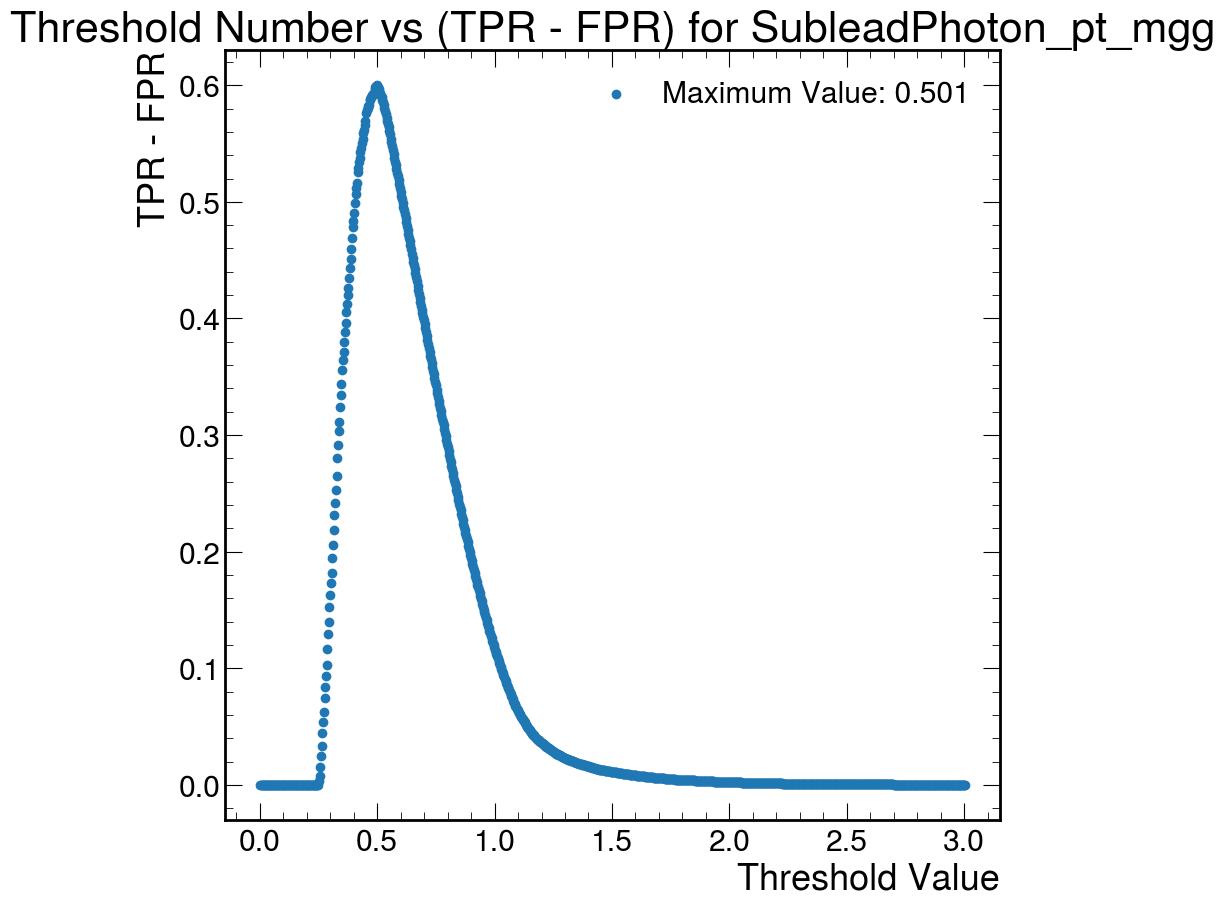 Threshold Number vs (TPR - FPR) for SubleadPhoton_pt_mgg
TPR - FPR
Maximum Value: 0.501
0.6
0.5
0.4
0.3
0.2
0.1
0.0
0.0 0.5 1.0 1.5 2.0 2.5 3.0
Threshold Value